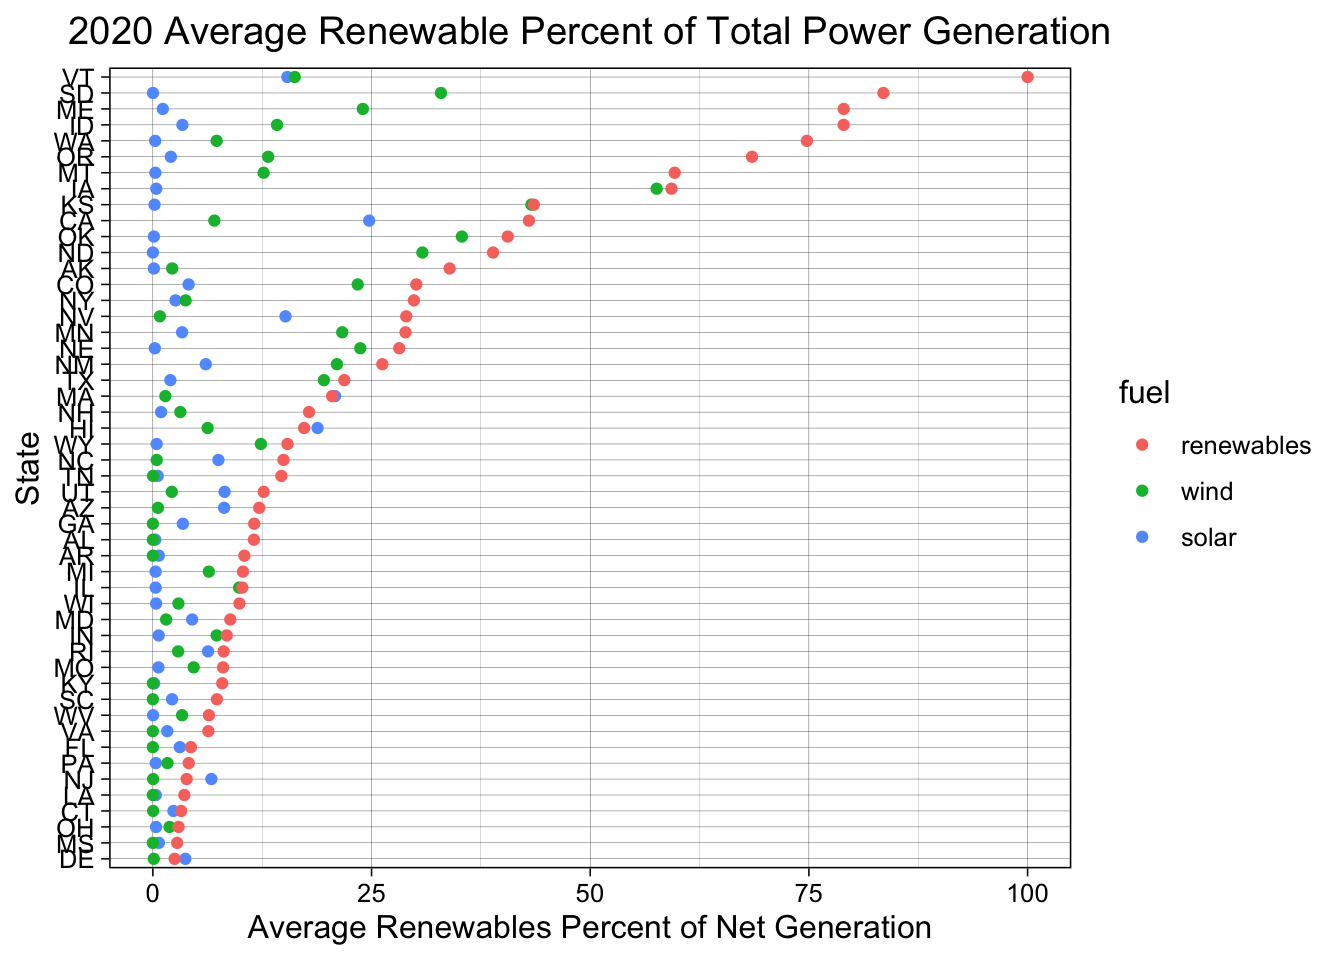 2020 Average Renewable Percent of Total Power Generation
VT
SD
ME
ID
WA
OR
MT
IA
KS
CA
OK
ND
AK
CO
NY
NV
MN
NE
NM
TX
MA
NH
HI
WY
NC
TN
UT
AZ
GA
AL
AR
MI
IL
WI
MD
IN
RI
MO
KY
SC
WV
VA
FL
PA
NJ
LA
CT
OH
MS
DE
State
0 25 50 75 100
Average Renewables Percent of Net Generation
fuel
renewables
wind
solar